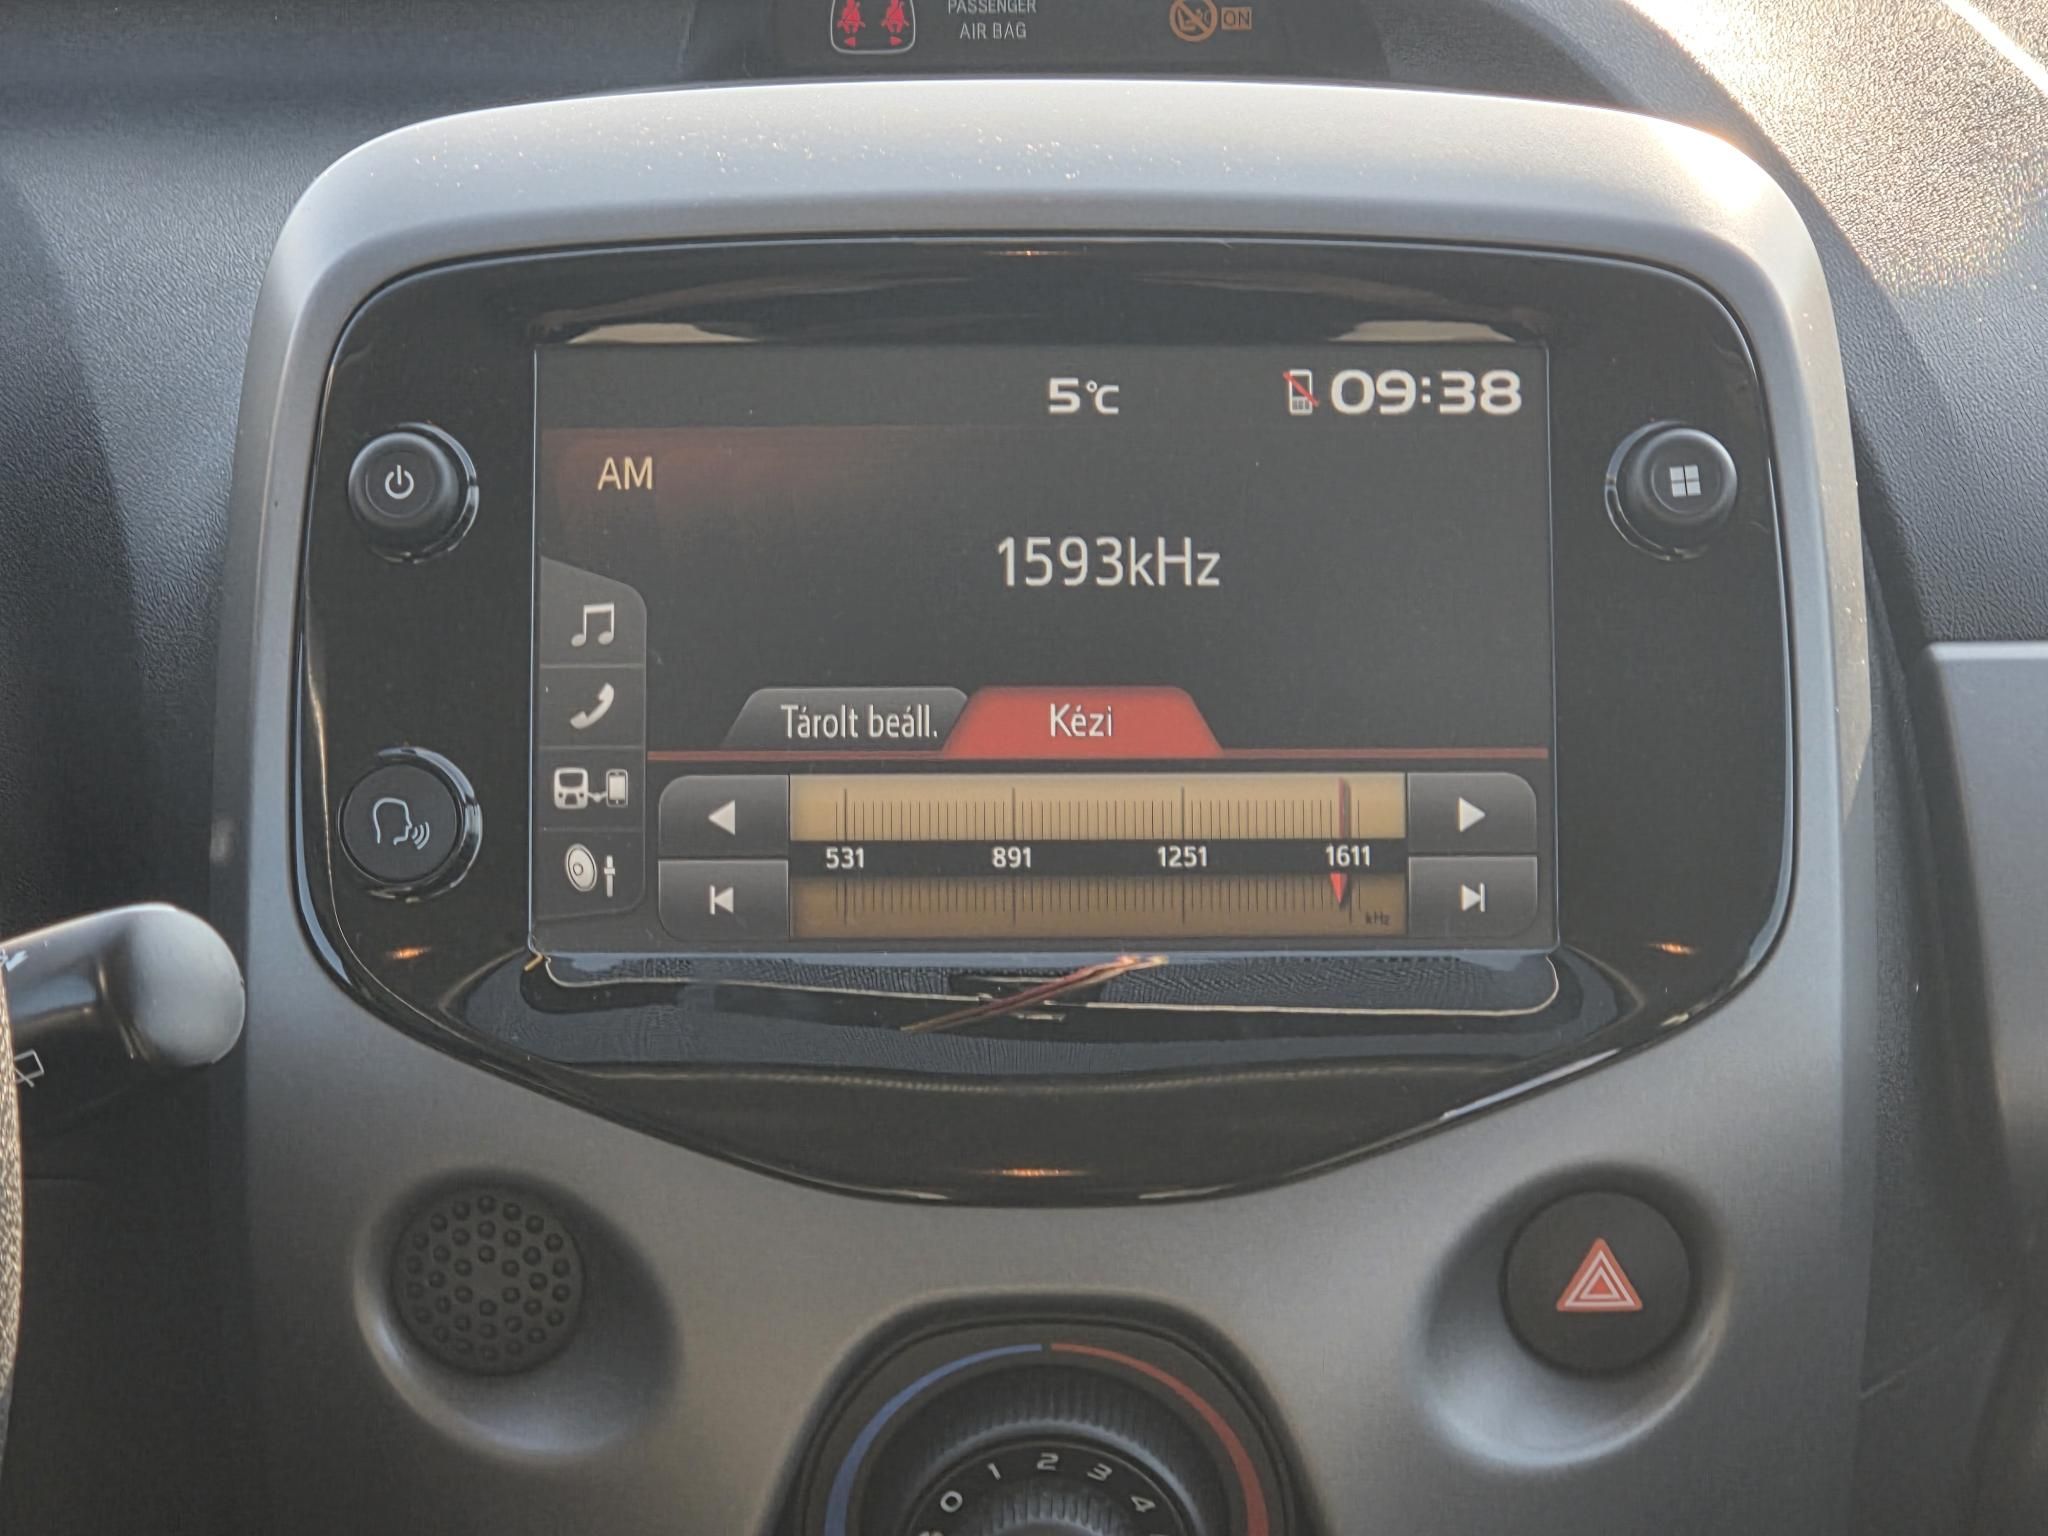 PASSENGER
AIR BAG
ON
5°C
09:38
AM
1593kHz
Tárolt beáll.
Kézi
531 891 1251 1611
kHz
0 1 2 3 4